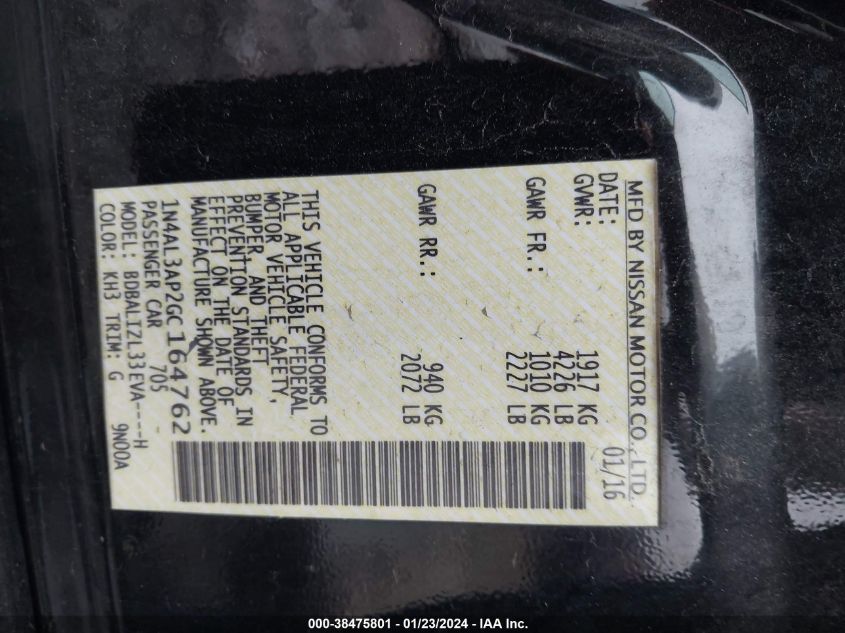 MFD BY NISSAN MOTOR CO., LTD.
DATE: 01/16
GVWR: 1917 KG
4226 LB
GAWR FR.: 1010 KG
2227 LB
GAWR RR.: 940 KG
2072 LB
THIS VEHICLE CONFORMS TO
ALL APPLICABLE FEDERAL
MOTOR VEHICLE SAFETY,
BUMPER, AND THEFT
PREVENTION STANDARDS IN
EFFECT ON THE DATE OF
MANUFACTURE SHOWN ABOVE.
1N4AL3AP2GC164762
PASSENGER CAR 705
MODEL: BDBALIZL33EVA----H
COLOR: KH3 TRIM: G 9N00A
000-38475801 - 01/23/2024 - IAA Inc.